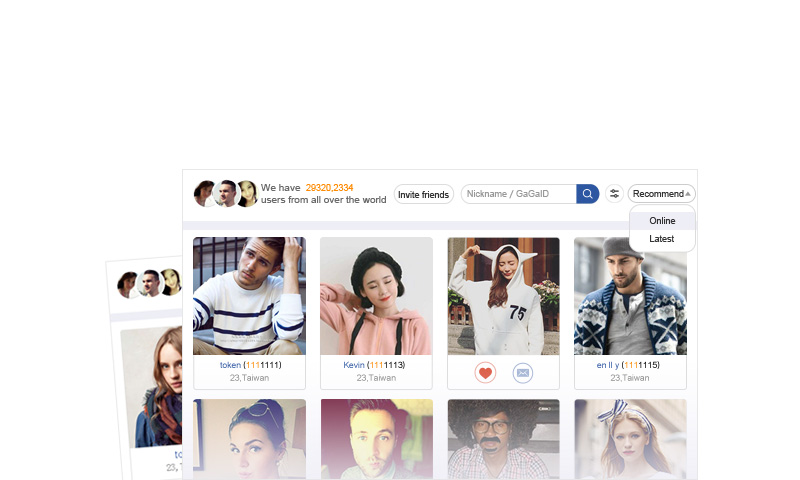 We have 29320,2334
users from all over the world
Invite friends
Nickname / GaGaID
Recommend
Online
Latest
75
token (1111111)
23,Taiwan
Kevin (1111113)
23,Taiwan
en ll y (1111115)
23,Taiwan
to
23,T